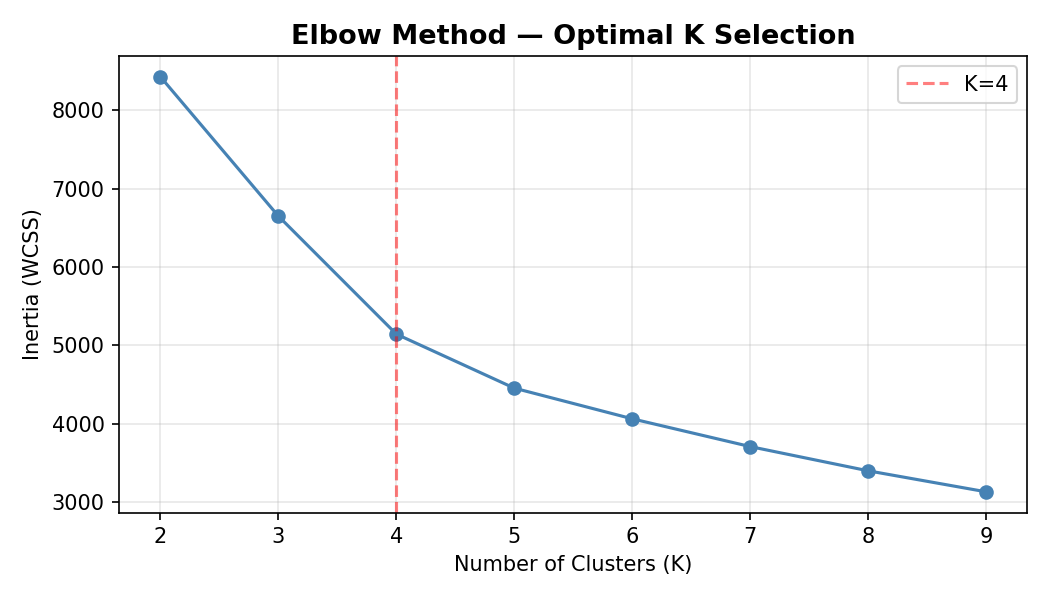 Elbow Method — Optimal K Selection
K=4
Inertia (WCSS)
8000
7000
6000
5000
4000
3000
2 3 4 5 6 7 8 9
Number of Clusters (K)